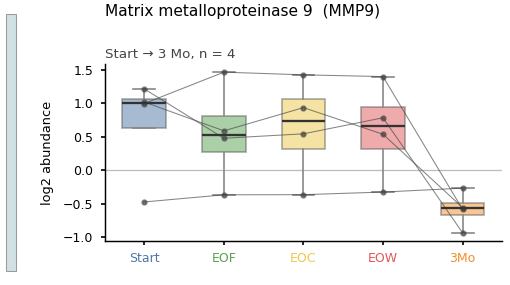 Matrix metalloproteinase 9  (MMP9)
Start → 3 Mo, n = 4
log2 abundance
1.5
1.0
0.5
0.0
−0.5
−1.0
Start EOF EOC EOW 3Mo